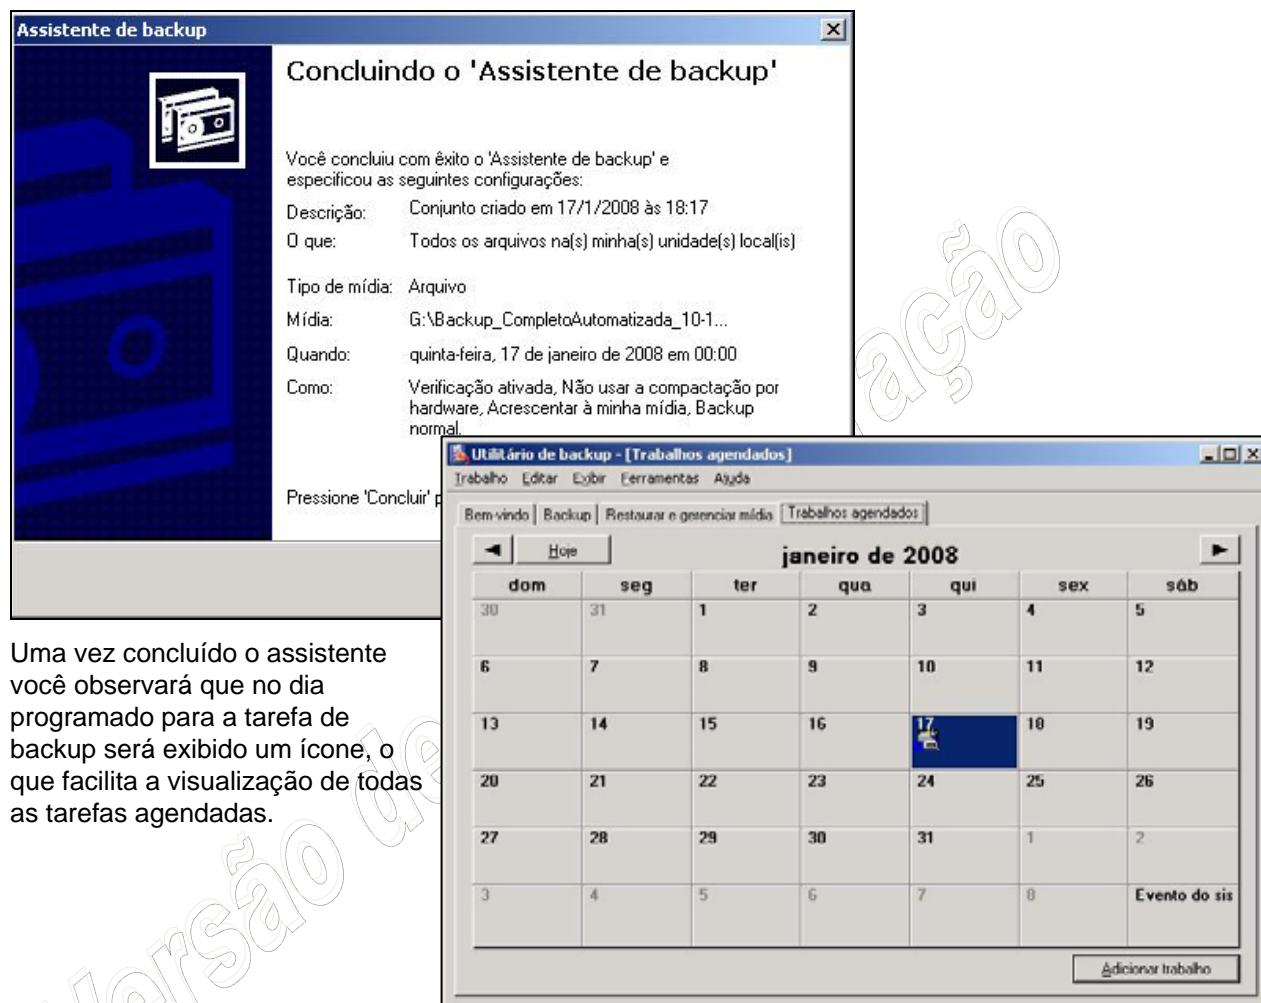 Assistente de backup
Concluindo o 'Assistente de backup'
Você concluiu com êxito o 'Assistente de backup' e
especificou as seguintes configurações:
Descrição: Conjunto criado em 17/1/2008 às 18:17
O que: Todos os arquivos na(s) minha(s) unidade(s) local(is)
Tipo de mídia: Arquivo
Mídia: G:\Backup_CompletoAutomatizada_10-1...
Quando: quinta-feira, 17 de janeiro de 2008 em 00:00
Como: Verificação ativada, Não usar a compactação por
hardware, Acrescentar à minha mídia, Backup
normal.
Pressione 'Concluir'
Utilitário de backup - [Trabalhos agendados]
Trabalho Editar Exibir Ferramentas Ajuda
Bem-vindo Backup Restaurar e gerenciar mídia Trabalhos agendados
Hoje janeiro de 2008
dom seg ter qua qui sex sáb
30 31 1 2 3 4 5
6 7 8 9 10 11 12
13 14 15 16 17 18 19
20 21 22 23 24 25 26
27 28 29 30 31 1 2
3 4 5 6 7 8 Evento do sis
Adicionar trabalho
Uma vez concluído o assistente
você observará que no dia
programado para a tarefa de
backup será exibido um ícone, o
que facilita a visualização de todas
as tarefas agendadas.
Versão de